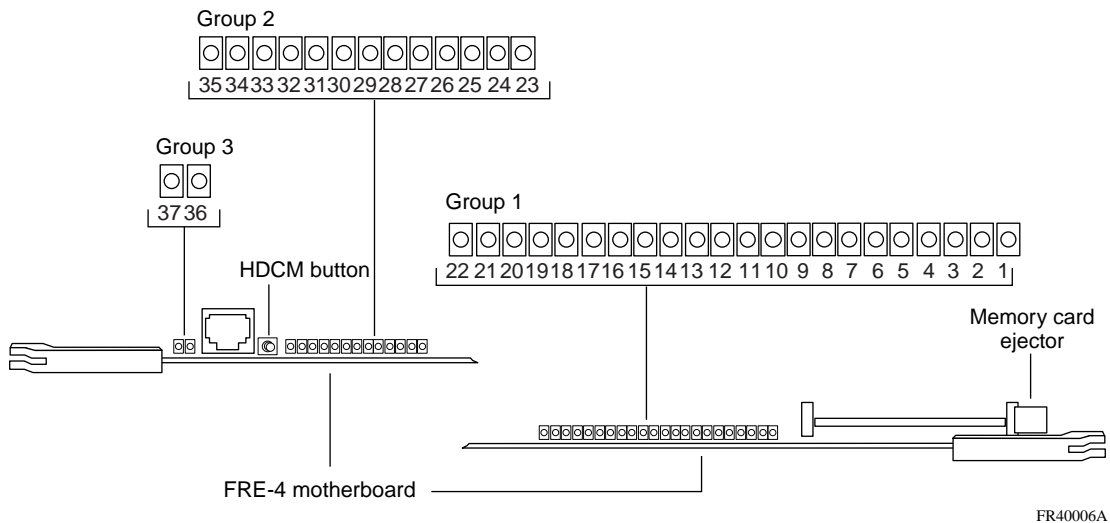 Group 2
35 34 33 32 31 30 29 28 27 26 25 24 23
Group 3
37 36
Group 1
22 21 20 19 18 17 16 15 14 13 12 11 10 9 8 7 6 5 4 3 2 1
HDCM button
Memory card
ejector
FRE-4 motherboard
FR40006A